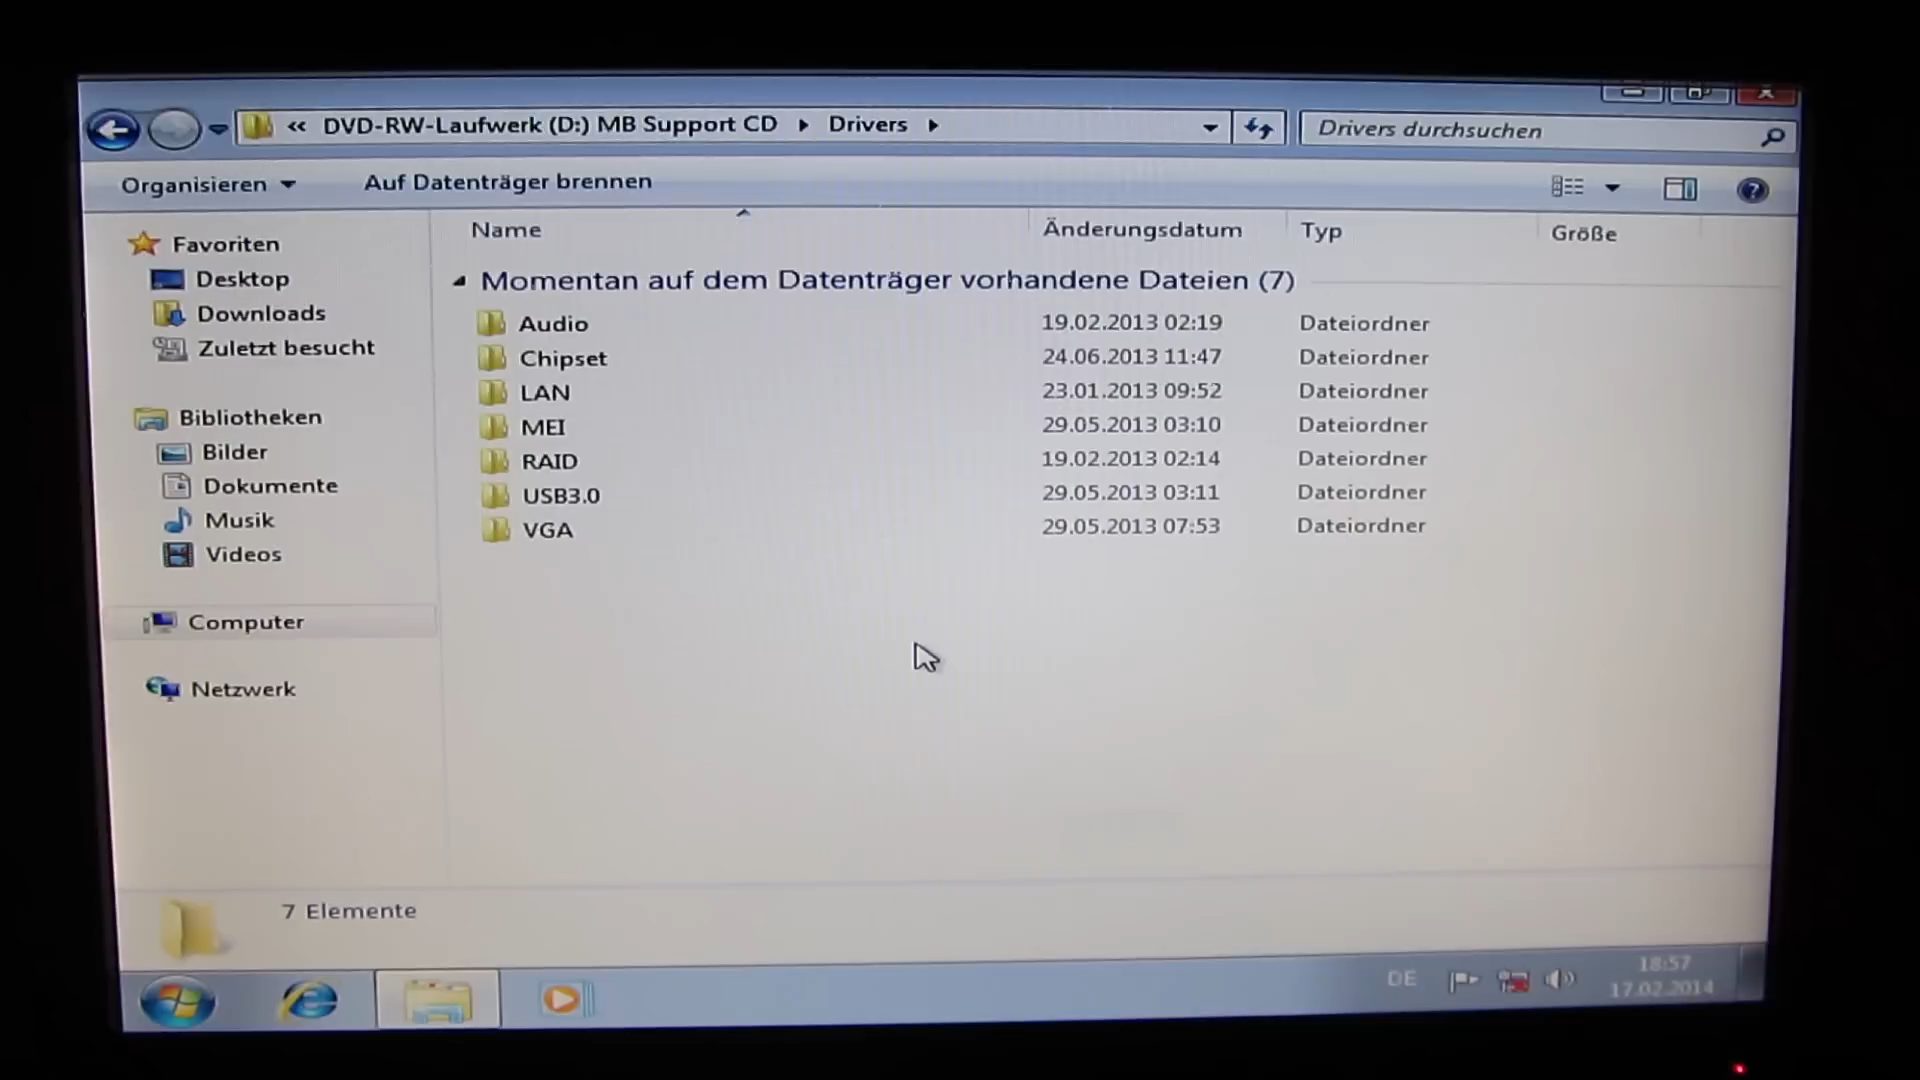 « DVD-RW-Laufwerk (D:) MB Support CD ▸ Drivers ▸
Drivers durchsuchen
Organisieren
Auf Datenträger brennen
Name
Änderungsdatum
Typ
Größe
Favoriten
Desktop
Downloads
Zuletzt besucht
Bibliotheken
Bilder
Dokumente
Musik
Videos
Computer
Netzwerk
Momentan auf dem Datenträger vorhandene Dateien (7)
Audio 19.02.2013 02:19 Dateiordner
Chipset 24.06.2013 11:47 Dateiordner
LAN 23.01.2013 09:52 Dateiordner
MEI 29.05.2013 03:10 Dateiordner
RAID 19.02.2013 02:14 Dateiordner
USB3.0 29.05.2013 03:11 Dateiordner
VGA 29.05.2013 07:53 Dateiordner
7 Elemente
DE
18:57
17.02.2014